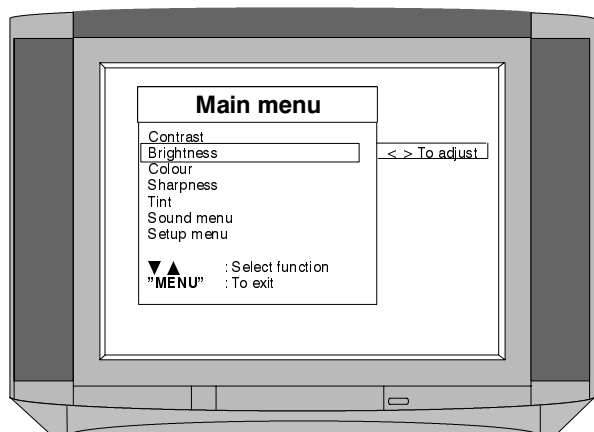 Main menu
Contrast
Brightness < > To adjust
Colour
Sharpness
Tint
Sound menu
Setup menu
▼ ▲ : Select function
”MENU” : To exit